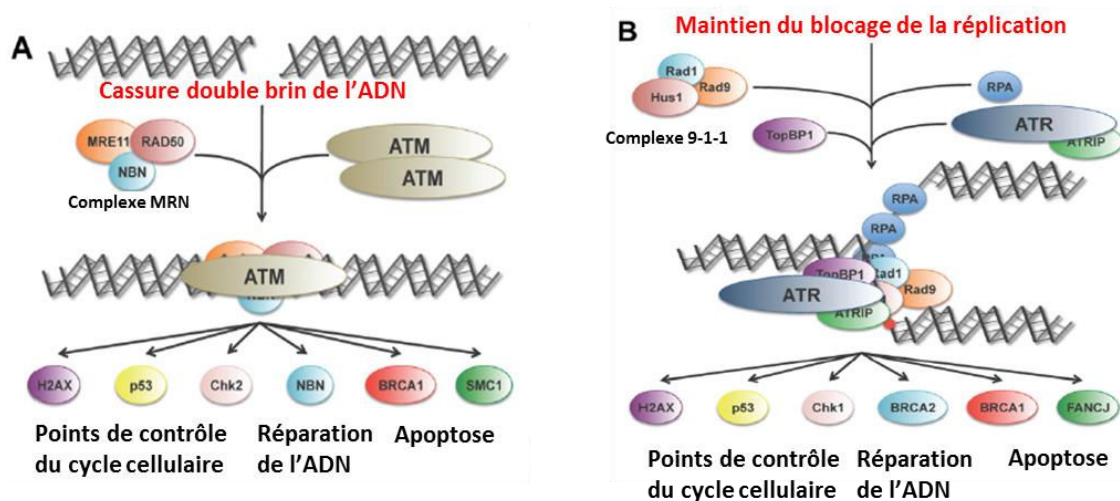 A
Cassure double brin de l’ADN
MRE11
RAD50
NBN
Complexe MRN
ATM
ATM
ATM
H2AX
p53
Chk2
NBN
BRCA1
SMC1
Points de contrôle
du cycle cellulaire
Réparation
de l’ADN
Apoptose
B
Maintien du blocage de la réplication
Rad1
Hus1
Rad9
Complexe 9-1-1
TopBP1
RPA
ATR
ATRIP
RPA
RPA
TopBP1
Rad1
Rad9
ATR
ATRIP
H2AX
p53
Chk1
BRCA2
BRCA1
FANCJ
Points de contrôle
du cycle cellulaire
Réparation
de l’ADN
Apoptose